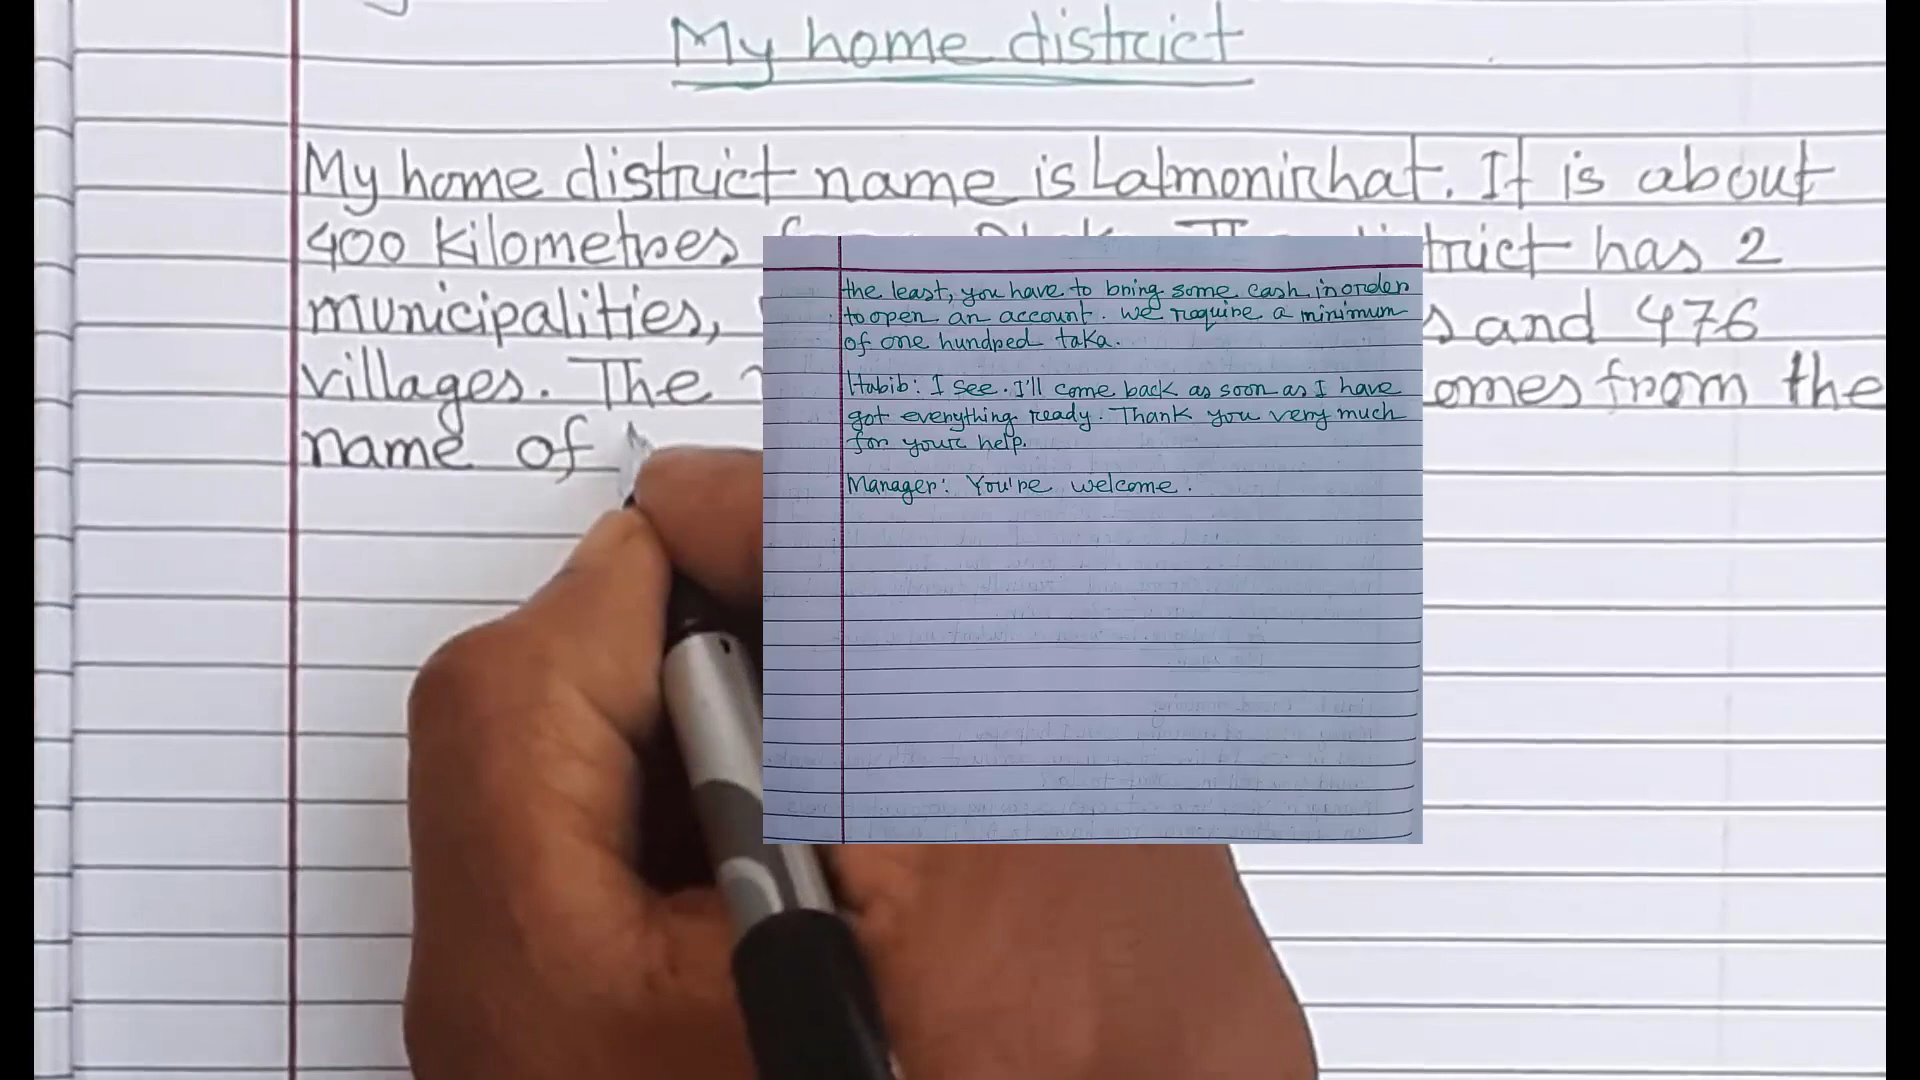 My home district
My home district name is Lalmonirhat. It is about
400 kilometres
district has 2
municipalities,
and 476
villages. The
from the
name of
the least, you have to bring some cash in order
to open an account. We require a minimum
of one hundred taka.
Habib: I see. I'll come back as soon as I have
got everything ready. Thank you very much
for your help.
Manager: You're welcome.